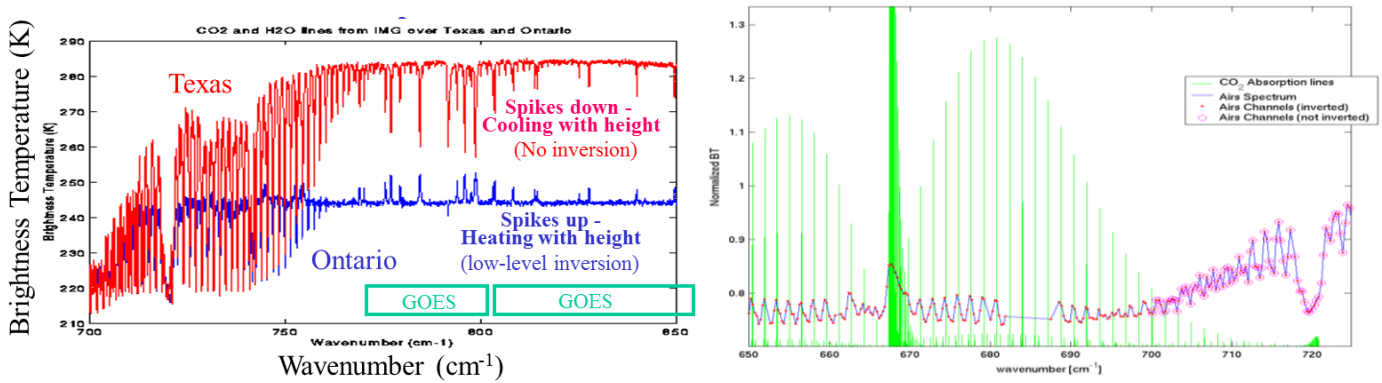 CO2 and H2O lines from IMG over Texas and Ontario
Brightness Temperature (K)
Brightness Temperature (K)
290
280
270
260
250
240
230
220
210
Texas
Spikes down -
Cooling with height
(No inversion)
Spikes up -
Heating with height
(low-level inversion)
Ontario
GOES
GOES
700
750
800
850
Wavenumber (cm-1)
Wavenumber (cm-1)
Normalized BT
1.3
1.2
1.1
1
0.9
0.8
CO2 Absorption lines
Airs Spectrum
Airs Channels (inverted)
Airs Channels (not inverted)
650
660
670
680
690
700
710
720
wavenumber [cm-1]